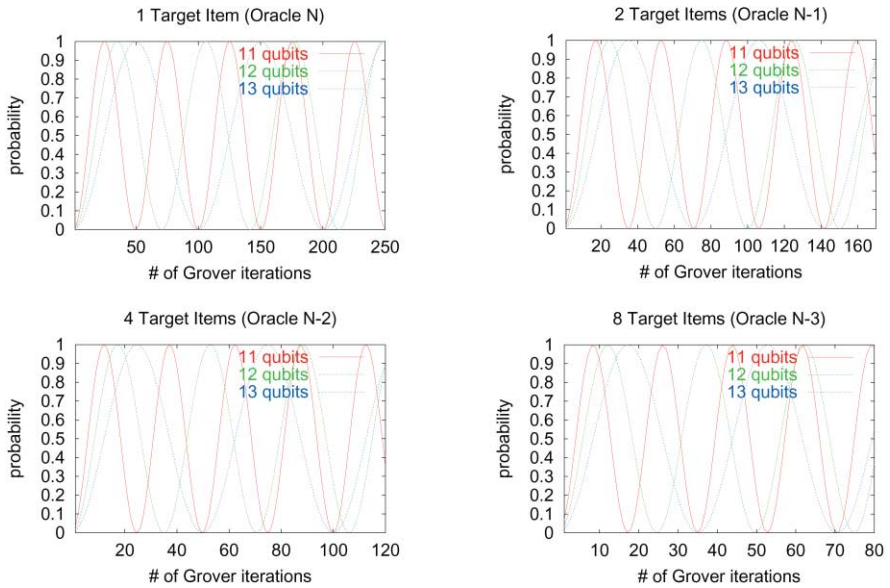 1 Target Item (Oracle N)
1
0.9
0.8
0.7
0.6
0.5
0.4
0.3
0.2
0.1
0
probability
11 qubits
12 qubits
13 qubits
50 100 150 200 250
# of Grover iterations
2 Target Items (Oracle N-1)
1
0.9
0.8
0.7
0.6
0.5
0.4
0.3
0.2
0.1
0
probability
11 qubits
12 qubits
13 qubits
20 40 60 80 100 120 140 160
# of Grover iterations
4 Target Items (Oracle N-2)
1
0.9
0.8
0.7
0.6
0.5
0.4
0.3
0.2
0.1
0
probability
11 qubits
12 qubits
13 qubits
20 40 60 80 100 120
# of Grover iterations
8 Target Items (Oracle N-3)
1
0.9
0.8
0.7
0.6
0.5
0.4
0.3
0.2
0.1
0
probability
11 qubits
12 qubits
13 qubits
10 20 30 40 50 60 70 80
# of Grover iterations